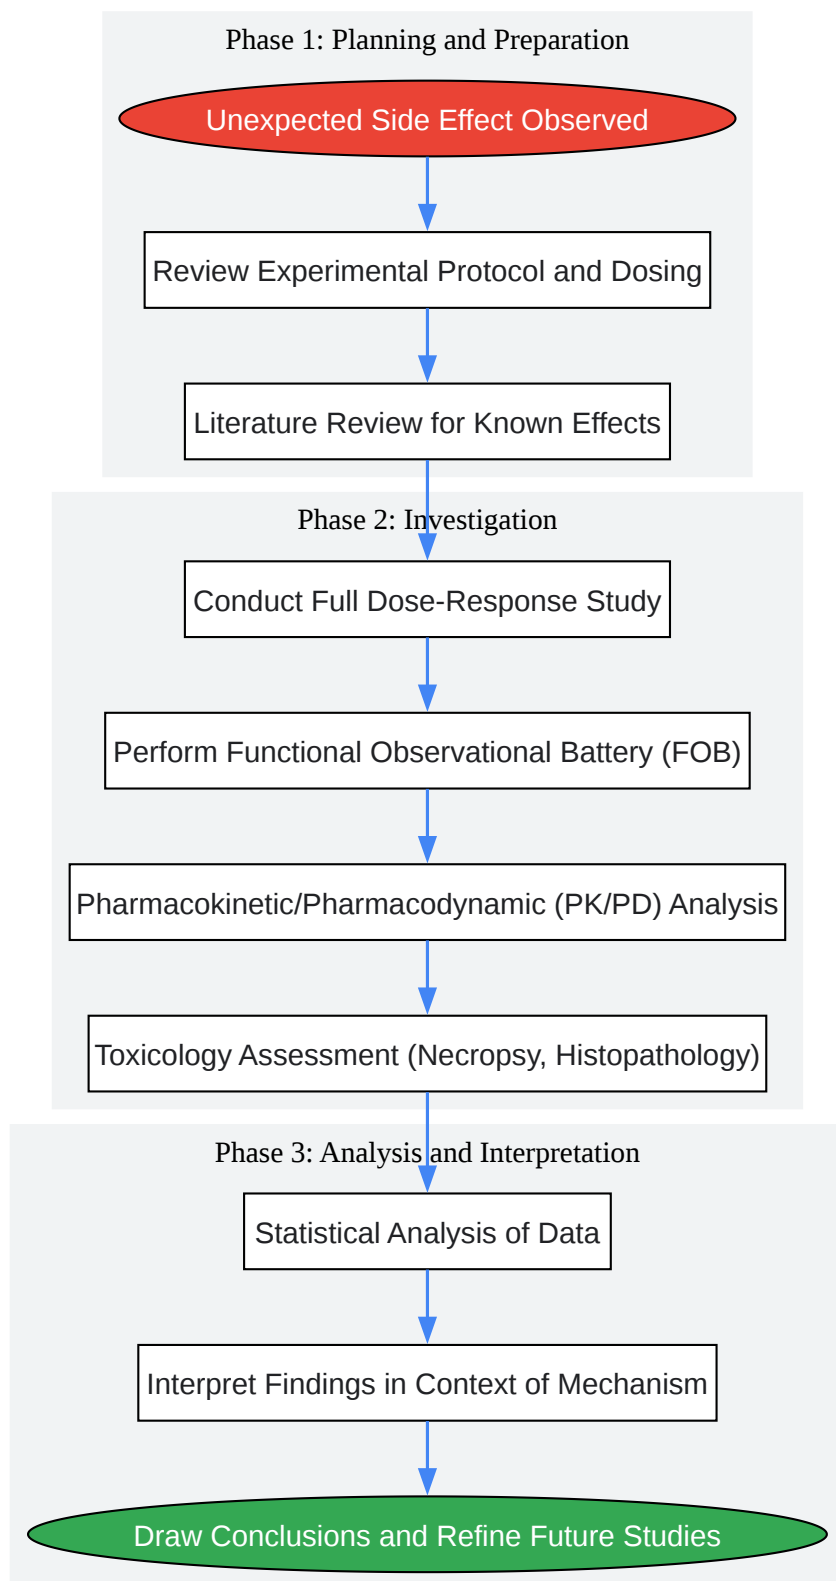 Phase 1: Planning and Preparation
Unexpected Side Effect Observed
Review Experimental Protocol and Dosing
Literature Review for Known Effects
Phase 2: Investigation
Conduct Full Dose-Response Study
Perform Functional Observational Battery (FOB)
Pharmacokinetic/Pharmacodynamic (PK/PD) Analysis
Toxicology Assessment (Necropsy, Histopathology)
Phase 3: Analysis and Interpretation
Statistical Analysis of Data
Interpret Findings in Context of Mechanism
Draw Conclusions and Refine Future Studies